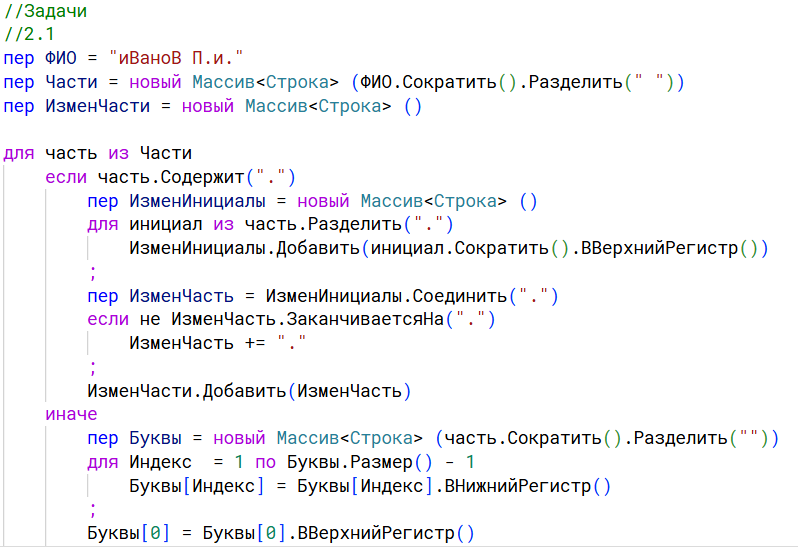 //Задачи
//2.1
пер ФИО = "иВаноВ П.и."
пер Части = новый Массив<Строка> (ФИО.Сократить().Разделить(" "))
пер ИзменЧасти = новый Массив<Строка> ()
для часть из Части
если часть.Содержит(".")
пер ИзменИнициалы = новый Массив<Строка> ()
для инициал из часть.Разделить(".")
ИзменИнициалы.Добавить(инициал.Сократить().ВВерхнийРегистр())
;
пер ИзменЧасть = ИзменИнициалы.Соединить(".")
если не ИзменЧасть.ЗаканчиваетсяНа(".")
ИзменЧасть += "."
;
ИзменЧасти.Добавить(ИзменЧасть)
иначе
пер Буквы = новый Массив<Строка> (часть.Сократить().Разделить(""))
для Индекс  = 1 по Буквы.Размер() - 1
Буквы[Индекс] = Буквы[Индекс].ВНижнийРегистр()
;
Буквы[0] = Буквы[0].ВВерхнийРегистр()